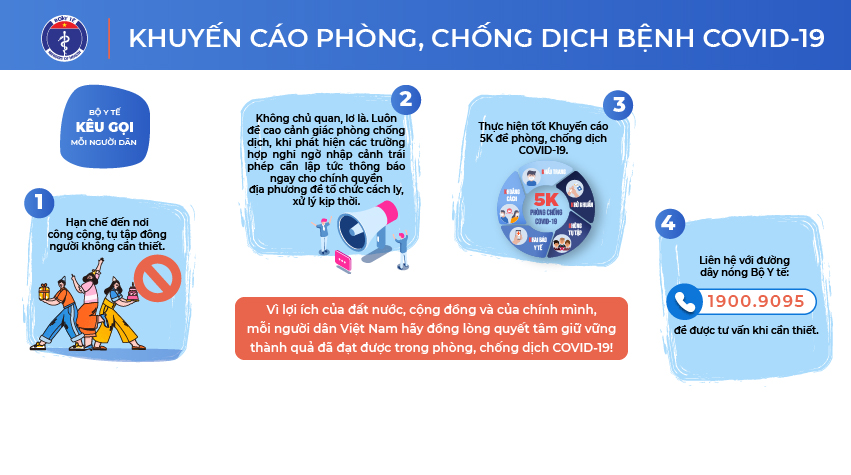 BỘ Y TẾ
MINISTRY OF HEALTH
KHUYẾN CÁO PHÒNG, CHỐNG DỊCH BỆNH COVID-19
BỘ Y TẾ
KÊU GỌI
MỖI NGƯỜI DÂN
1
Hạn chế đến nơi
công cộng, tụ tập đông
người không cần thiết.
2
Không chủ quan, lơ là. Luôn
đề cao cảnh giác phòng chống
dịch, khi phát hiện các trường
hợp nghi ngờ nhập cảnh trái
phép cần lập tức thông báo
ngay cho chính quyền
địa phương để tổ chức cách ly,
xử lý kịp thời.
3
Thực hiện tốt Khuyến cáo
5K để phòng, chống dịch
COVID-19.
KHẨU TRANG
KHOẢNG
CÁCH
KHỬ KHUẨN
5K
PHÒNG CHỐNG
COVID-19
KHÔNG
TỤ TẬP
KHAI BÁO
Y TẾ
4
Liên hệ với đường
dây nóng Bộ Y tế:
1900.9095
để được tư vấn khi cần thiết.
Vì lợi ích của đất nước, cộng đồng và của chính mình,
mỗi người dân Việt Nam hãy đồng lòng quyết tâm giữ vững
thành quả đã đạt được trong phòng, chống dịch COVID-19!